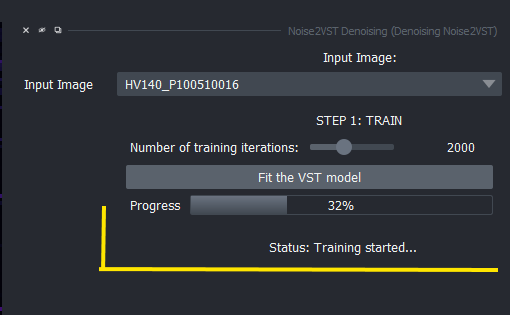 Noise2VST Denoising (Denoising Noise2VST)
Input Image:
Input Image HV140_P100510016
STEP 1: TRAIN
Number of training iterations: 2000
Fit the VST model
Progress 32%
Status: Training started...